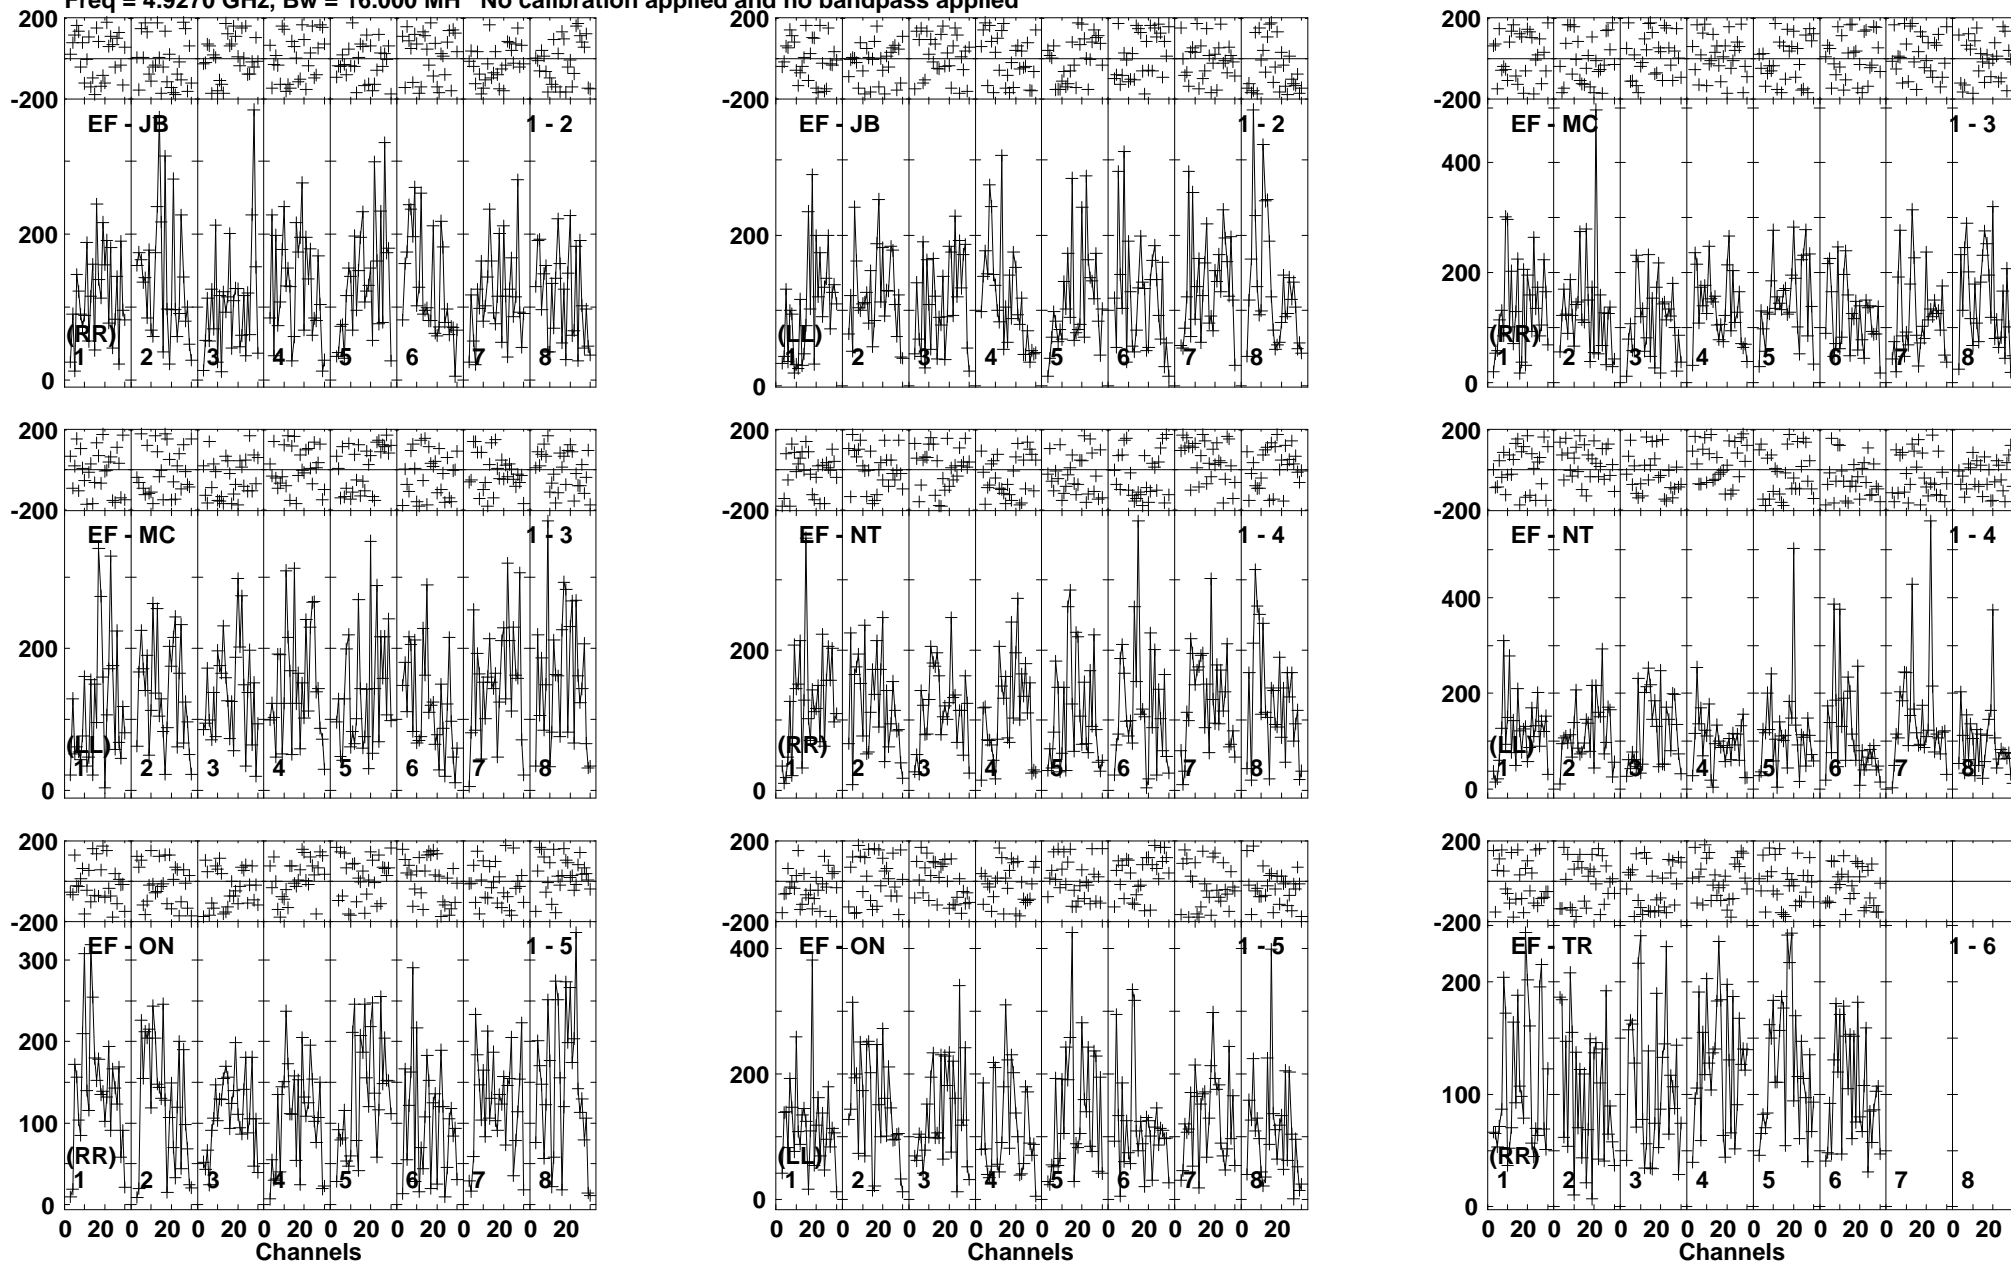 Freq = 4.9270 GHz, Bw = 16.000 MH No calibration applied and no bandpass applied
200 200 200
-200 -200 -200
EF - JB 1 - 2 EF - JB 1 - 2 EF - MC 1 - 3
400
200 200 200
(RR) (LL) (RR)
1 2 3 4 5 6 7 8 1 2 3 4 5 6 7 8 1 2 3 4 5 6 7 8
0 0 0
200 200 200
-200 -200 -200
EF - MC 1 - 3 EF - NT 1 - 4 EF - NT 1 - 4
400
200 200 200
(LL) (RR) (LL)
1 2 3 4 5 6 7 8 1 2 3 4 5 6 7 8 1 2 3 4 5 6 7 8
0 0 0
200 200 200
-200 -200 -200
EF - ON 1 - 5 EF - ON 1 - 5 EF - TR 1 - 6
300 400 200
200 200 100
100
(RR) (LL) (RR)
1 2 3 4 5 6 7 8 1 2 3 4 5 6 7 8 1 2 3 4 5 6 7 8
0 0 0
0 20 0 20 0 20 0 20 0 20 0 20 0 20 0 20 0 20 0 20 0 20 0 20 0 20 0 20 0 20 0 20 0 20 0 20 0 20 0 20 0 20 0 20 0 20 0 20
Channels Channels Channels